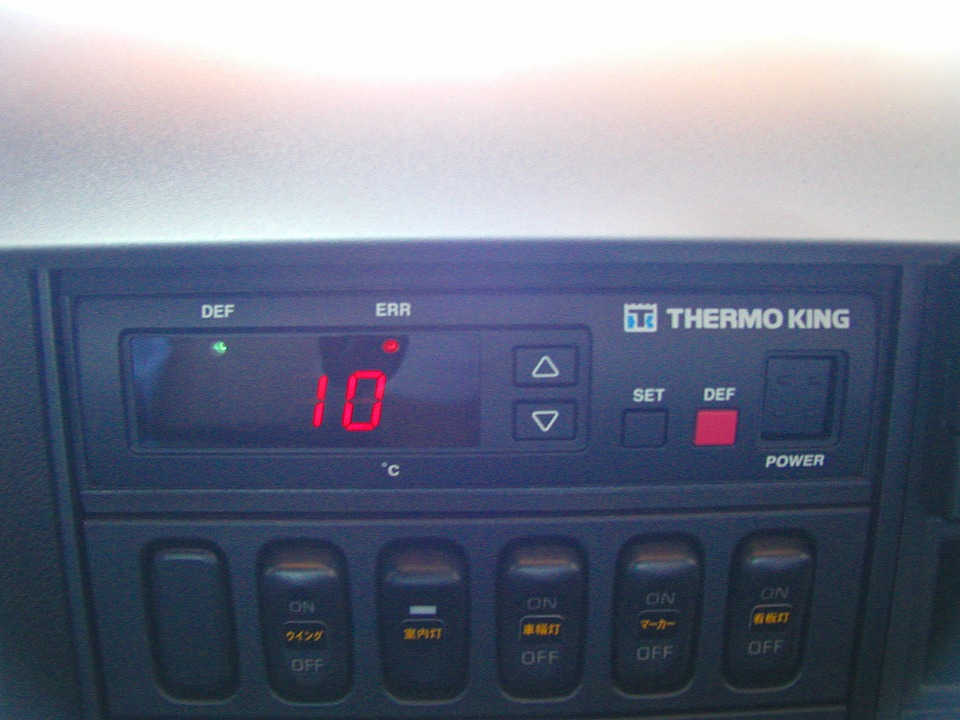 DEF ERR
THERMO KING
10
SET DEF
°C
POWER
ON ON ON ON
ウイング 室内灯 車幅灯 マーカー 看板灯
OFF OFF OFF OFF